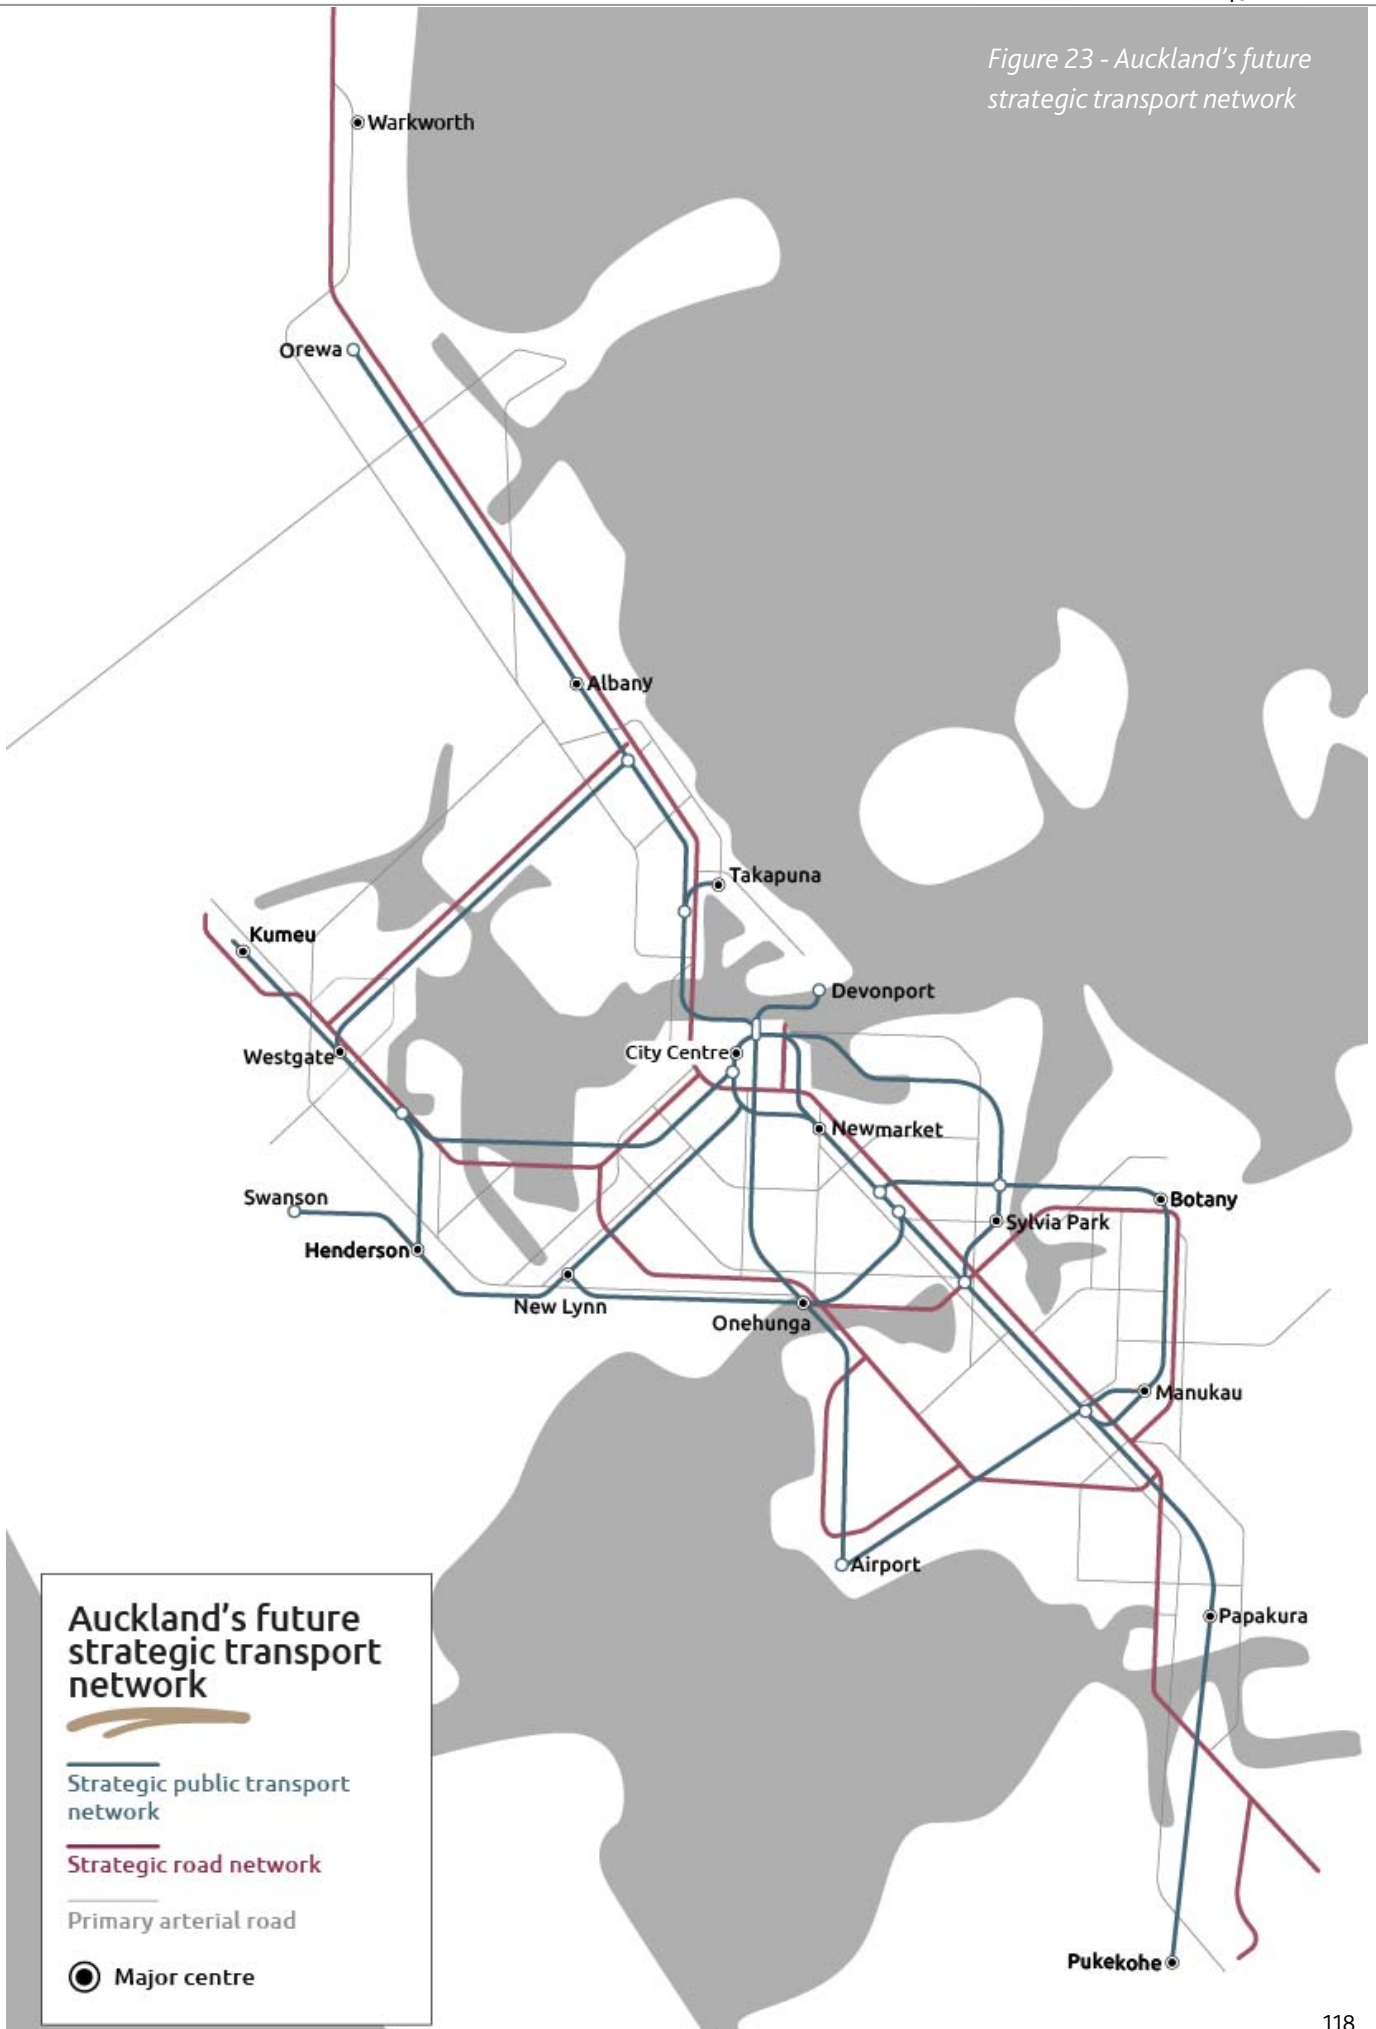 Figure 23 - Auckland's future
strategic transport network
Warkworth
Orewa
Albany
Takapuna
Kumeu
Devonport
City Centre
Westgate
Newmarket
Swanson
Botany
Sylvia Park
Henderson
New Lynn
Onehunga
Manukau
Airport
Papakura
Pukekohe
Auckland's future
strategic transport
network
Strategic public transport
network
Strategic road network
Primary arterial road
Major centre
118